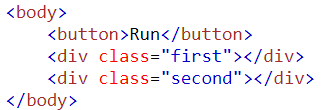 <body>
    <button>Run</button>
    <div class="first"></div>
    <div class="second"></div>
</body>